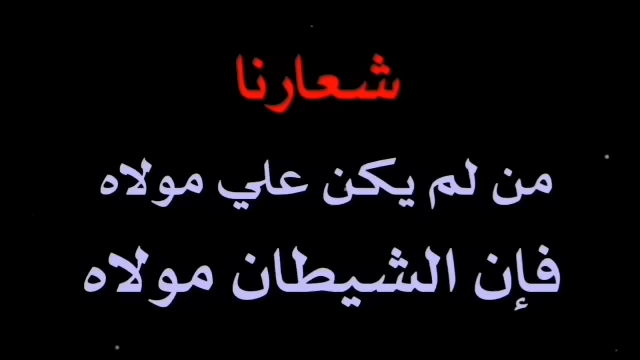 شعارنا
من لم يكن علي مولاه
فإن الشيطان مولاه